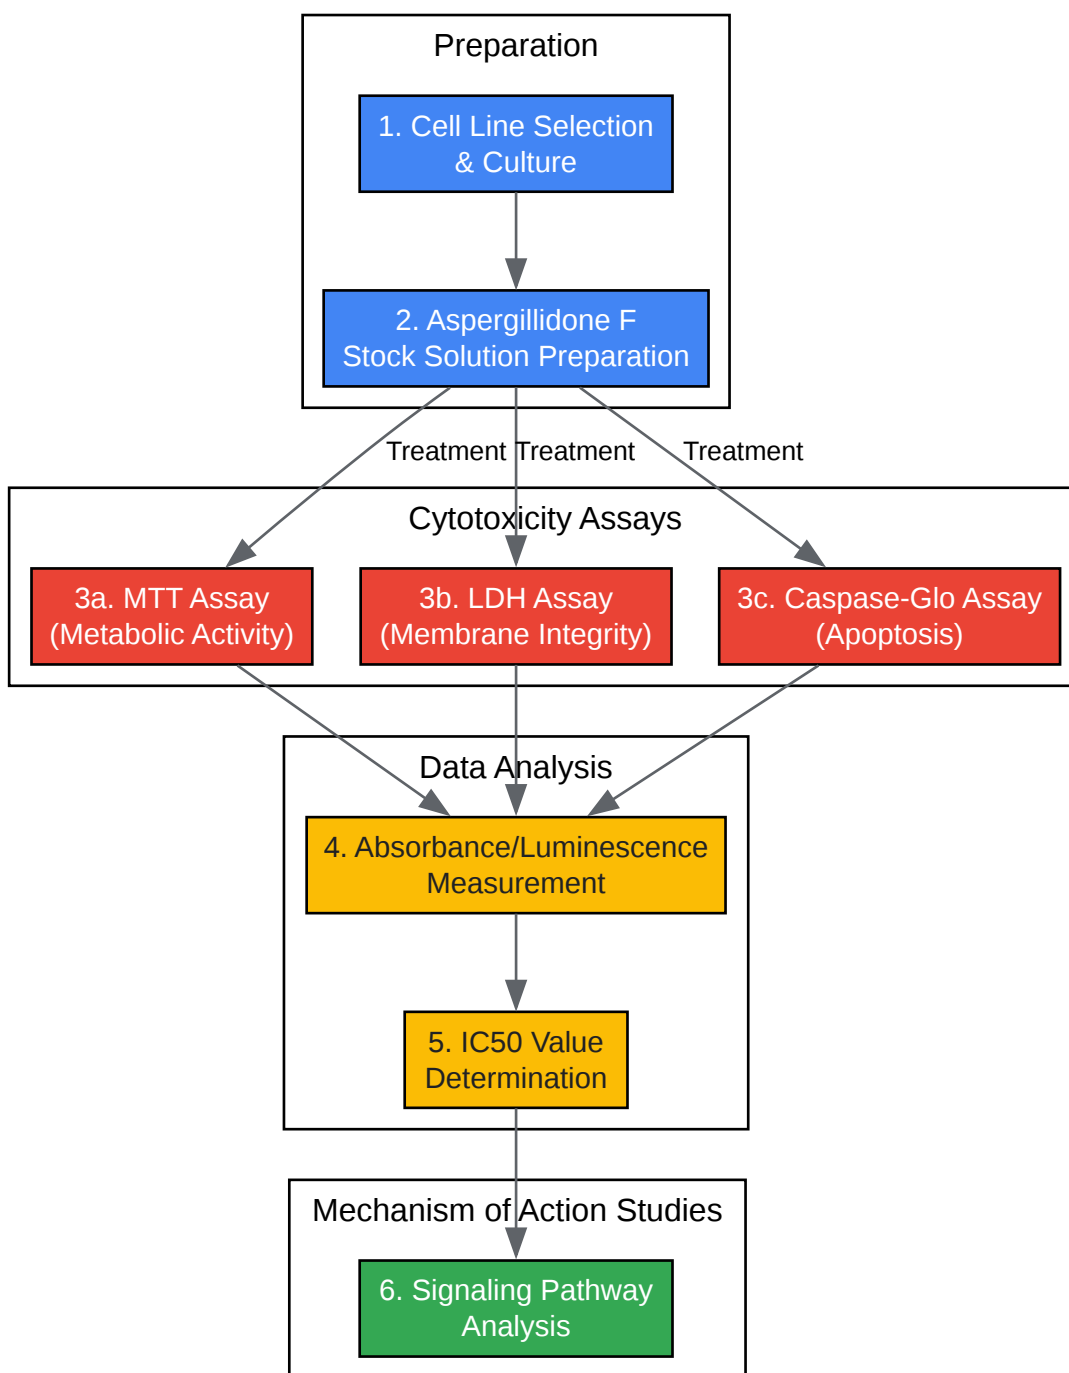 Preparation
1. Cell Line Selection
& Culture
2. Aspergillidone F
Stock Solution Preparation
Treatment
Treatment
Treatment
Cytotoxicity Assays
3a. MTT Assay
(Metabolic Activity)
3b. LDH Assay
(Membrane Integrity)
3c. Caspase-Glo Assay
(Apoptosis)
Data Analysis
4. Absorbance/Luminescence
Measurement
5. IC50 Value
Determination
Mechanism of Action Studies
6. Signaling Pathway
Analysis